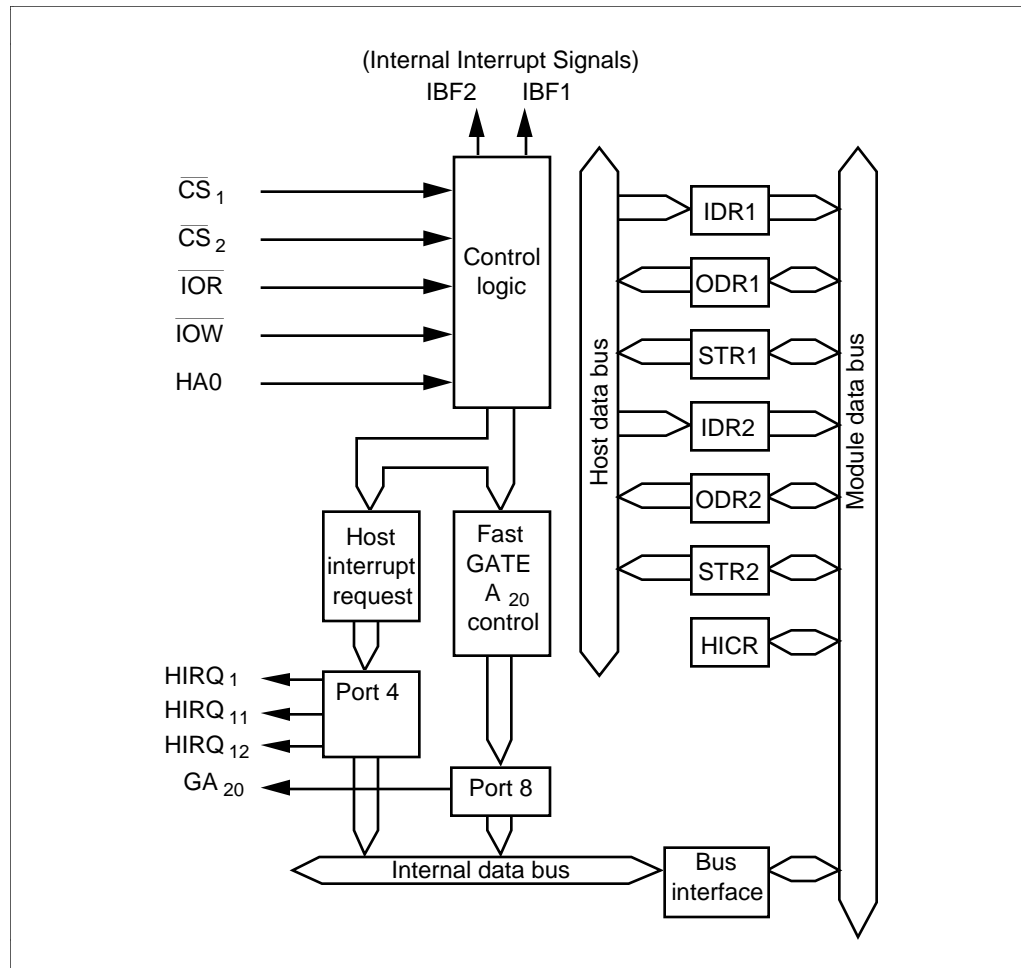 (Internal Interrupt Signals)
IBF2 IBF1
CS 1
CS 2
IOR
IOW
HA0
Control
logic
Host
interrupt
request
Fast
GATE
A 20
control
HIRQ 1
HIRQ 11
HIRQ 12
GA 20
Port 4
Port 8
Internal data bus
Host data bus
IDR1
ODR1
STR1
IDR2
ODR2
STR2
HICR
Module data bus
Bus
interface